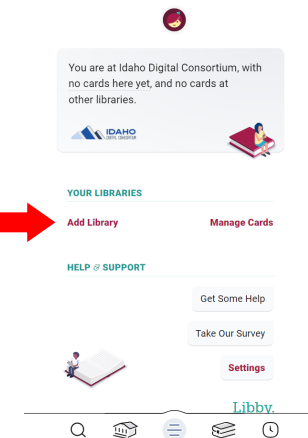 You are at Idaho Digital Consortium, with
no cards here yet, and no cards at
other libraries.
IDAHO
DIGITAL CONSORTIUM
YOUR LIBRARIES
Add Library
Manage Cards
HELP & SUPPORT
Get Some Help
Take Our Survey
Settings
Libby.